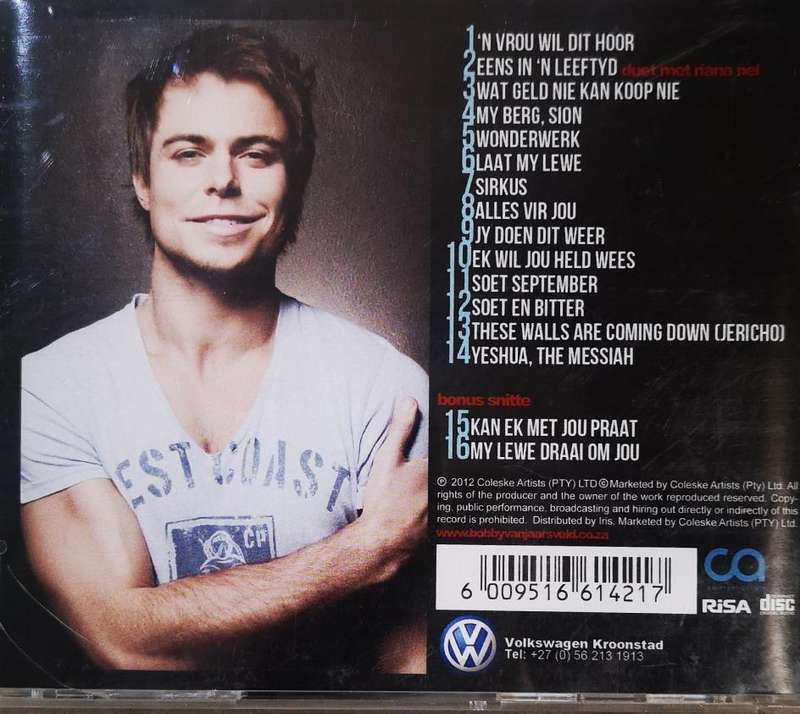 1 'N VROU WIL DIT HOOR
2 EENS IN 'N LEEFTYD duet met riana nel
3 WAT GELD NIE KAN KOOP NIE
4 MY BERG, SION
5 WONDERWERK
6 LAAT MY LEWE
7 SIRKUS
8 ALLES VIR JOU
9 JY DOEN DIT WEER
10 EK WIL JOU HELD WEES
11 SOET SEPTEMBER
12 SOET EN BITTER
13 THESE WALLS ARE COMING DOWN (JERICHO)
14 YESHUA, THE MESSIAH
bonus snitte
15 KAN EK MET JOU PRAAT
16 MY LEWE DRAAI OM JOU
℗ 2012 Coleske Artists (PTY) LTD © Marketed by Coleske Artists (Pty) Ltd. All
rights of the producer and the owner of the work reproduced reserved. Copy-
ing, public performance, broadcasting and hiring out directly or indirectly of this
record is prohibited. Distributed by Iris. Marketed by Coleske Artists (PTY) Ltd.
www.bobbyvanjaarsveld.co.za
6 009516 614217
ca
RiSA
COMPACT
disc
DIGITAL AUDIO
VW
Volkswagen Kroonstad
Tel: +27 (0) 56 213 1913
EST COAST
CP